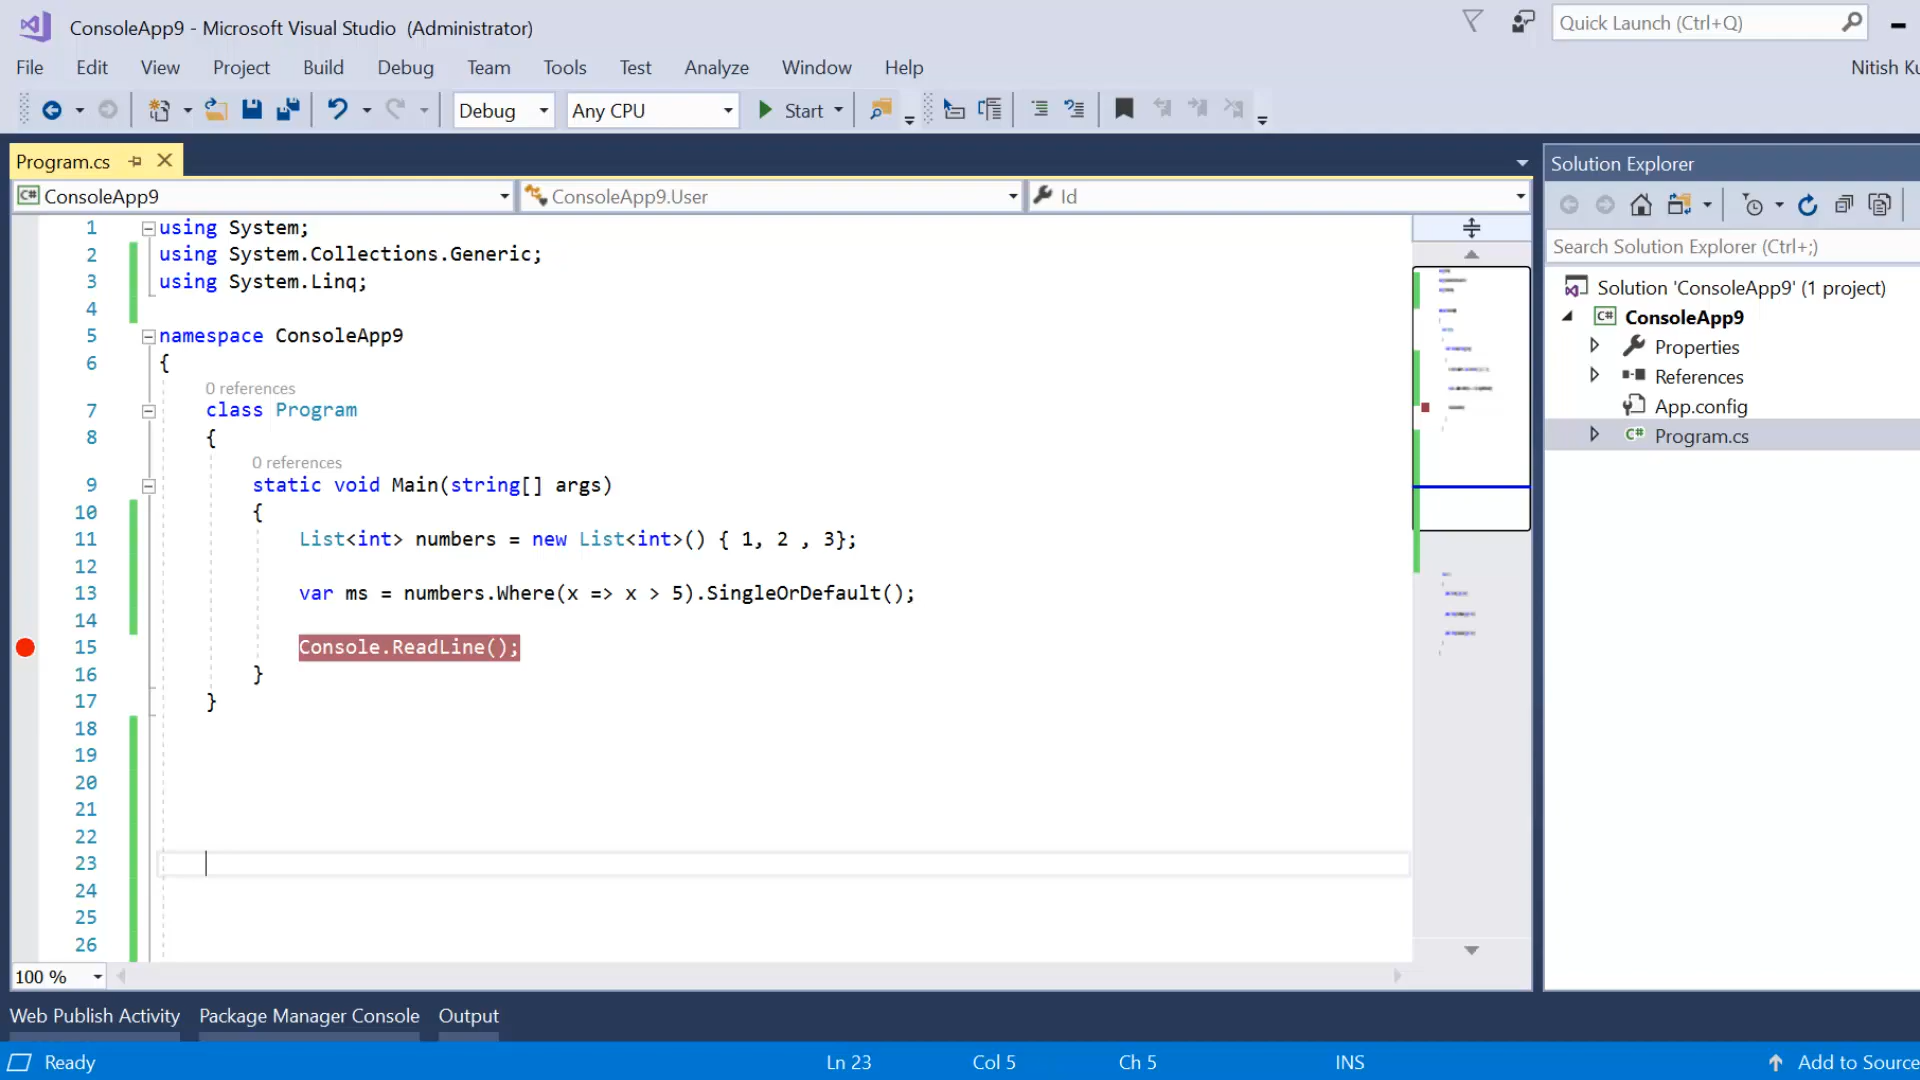 ConsoleApp9 - Microsoft Visual Studio (Administrator)
Quick Launch (Ctrl+Q)
File Edit View Project Build Debug Team Tools Test Analyze Window Help
Nitish Ku
Debug Any CPU Start
Program.cs
ConsoleApp9 ConsoleApp9.User Id
1 using System;
2 using System.Collections.Generic;
3 using System.Linq;
4
5 namespace ConsoleApp9
6 {
0 references
7 class Program
8 {
0 references
9 static void Main(string[] args)
10 {
11 List<int> numbers = new List<int>() { 1, 2 , 3};
12
13 var ms = numbers.Where(x => x > 5).SingleOrDefault();
14
15 Console.ReadLine();
16 }
17 }
18
19
20
21
22
23
24
25
26
100 %
Solution Explorer
Search Solution Explorer (Ctrl+;)
Solution 'ConsoleApp9' (1 project)
C# ConsoleApp9
Properties
References
App.config
C# Program.cs
Web Publish Activity Package Manager Console Output
Ready Ln 23 Col 5 Ch 5 INS Add to Source